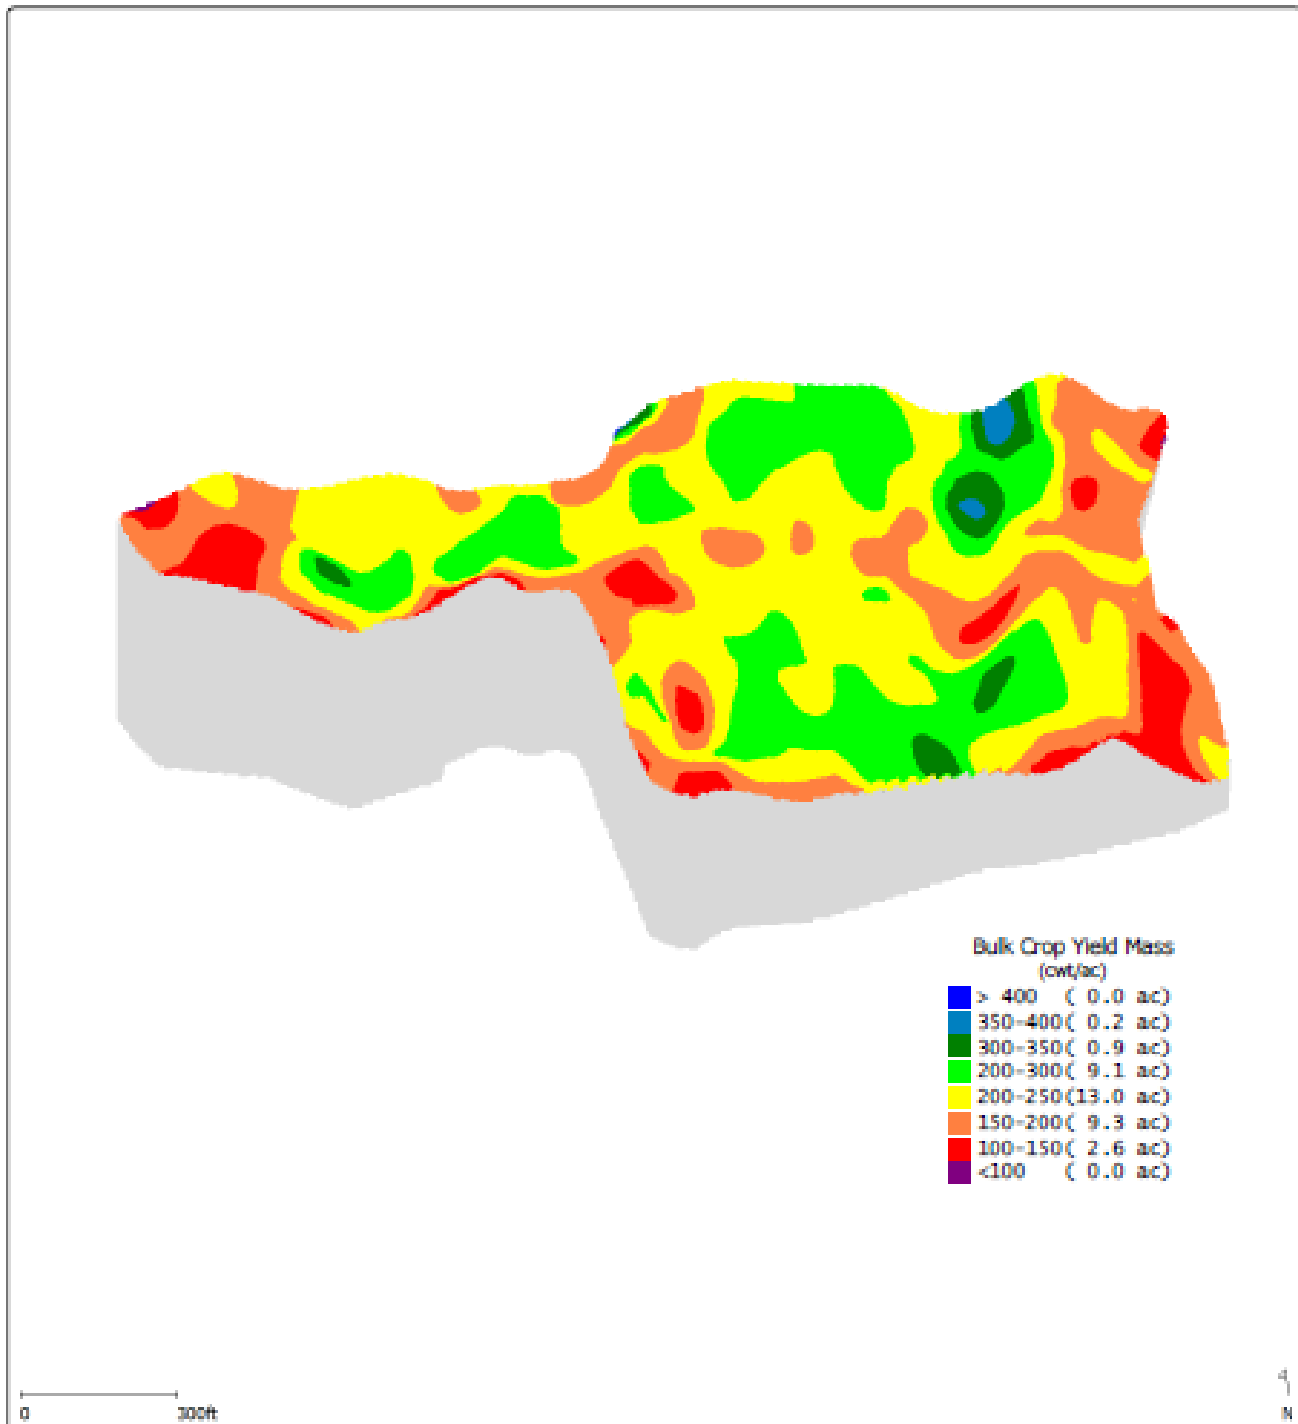 Bulk Crop Yield Mass
(cwt/ac)
> 400 ( 0.0 ac)
350-400( 0.2 ac)
300-350( 0.9 ac)
200-300( 9.1 ac)
200-250(13.0 ac)
150-200( 9.3 ac)
100-150( 2.6 ac)
<100 ( 0.0 ac)
0 300ft
N